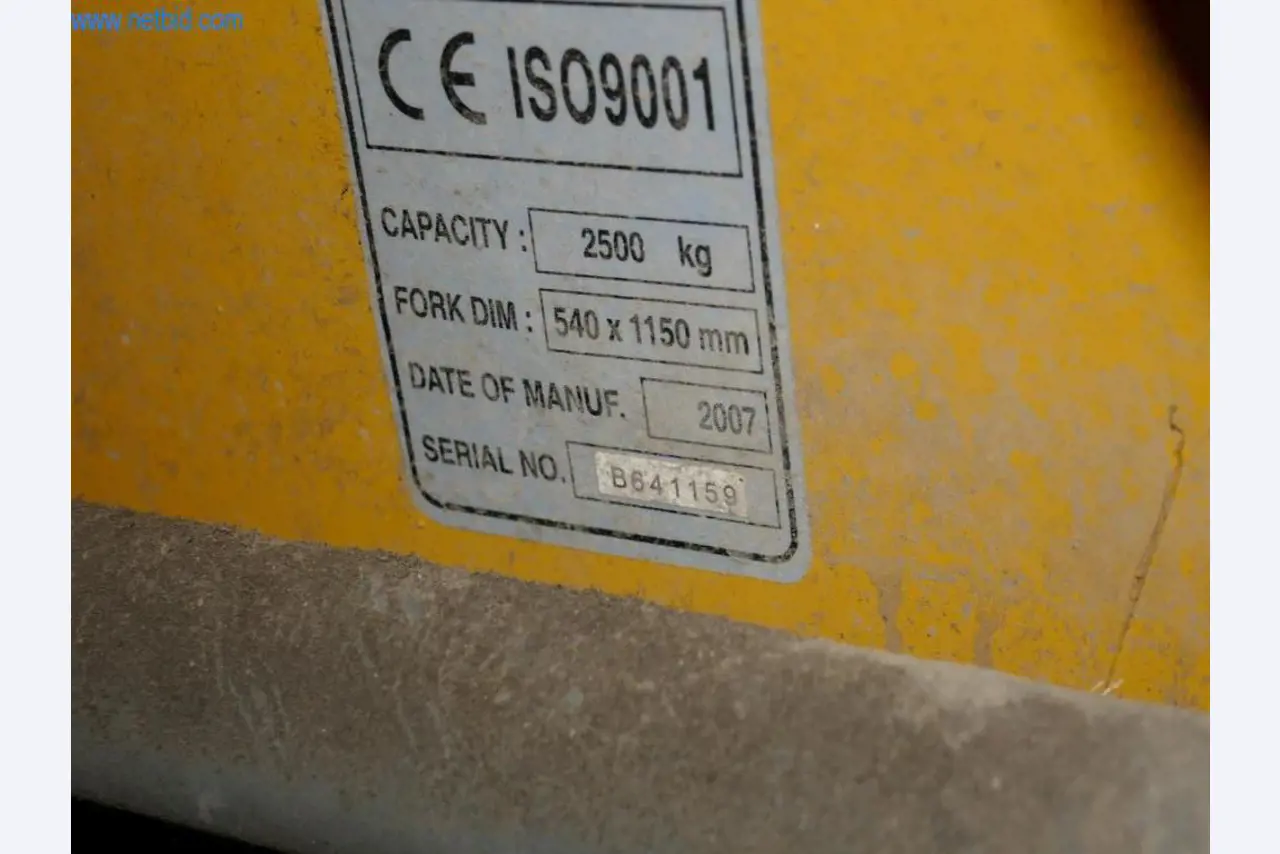 www.netbid.com
CE ISO9001
CAPACITY : 2500 kg
FORK DIM : 540 x 1150 mm
DATE OF MANUF. 2007
SERIAL NO. B641159